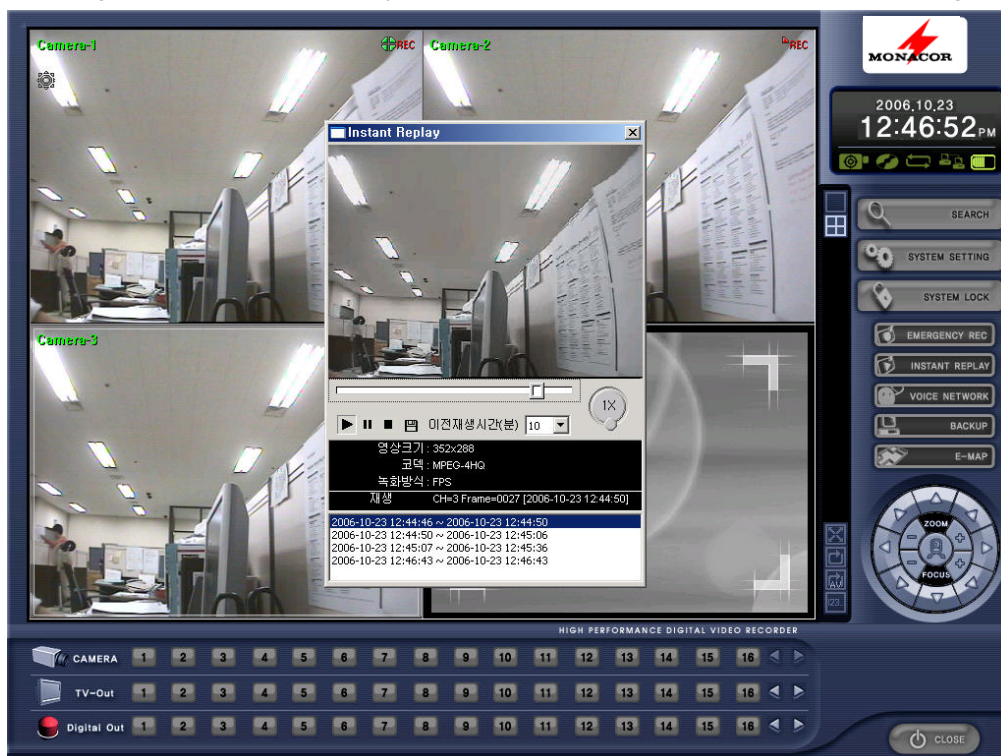 Camera-1
REC
Camera-2
REC
MONACOR
2006.10.23
12:46:52 PM
Instant Replay
SEARCH
SYSTEM SETTING
SYSTEM LOCK
Camera-3
EMERGENCY REC
INSTANT REPLAY
VOICE NETWORK
BACKUP
E-MAP
1X
이전재생시간(분) 10
영상크기 : 352x288
코덱 : MPEG-4HQ
녹화방식 : FPS
재생 CH=3 Frame=0027 [2006-10-23 12:44:50]
2006-10-23 12:44:46 ~ 2006-10-23 12:44:50
2006-10-23 12:44:50 ~ 2006-10-23 12:45:06
2006-10-23 12:45:07 ~ 2006-10-23 12:45:36
2006-10-23 12:46:43 ~ 2006-10-23 12:46:43
ZOOM
FOCUS
AV
123..
HIGH PERFORMANCE DIGITAL VIDEO RECORDER
CAMERA 1 2 3 4 5 6 7 8 9 10 11 12 13 14 15 16
TV-Out 1 2 3 4 5 6 7 8 9 10 11 12 13 14 15 16
Digital Out 1 2 3 4 5 6 7 8 9 10 11 12 13 14 15 16
CLOSE